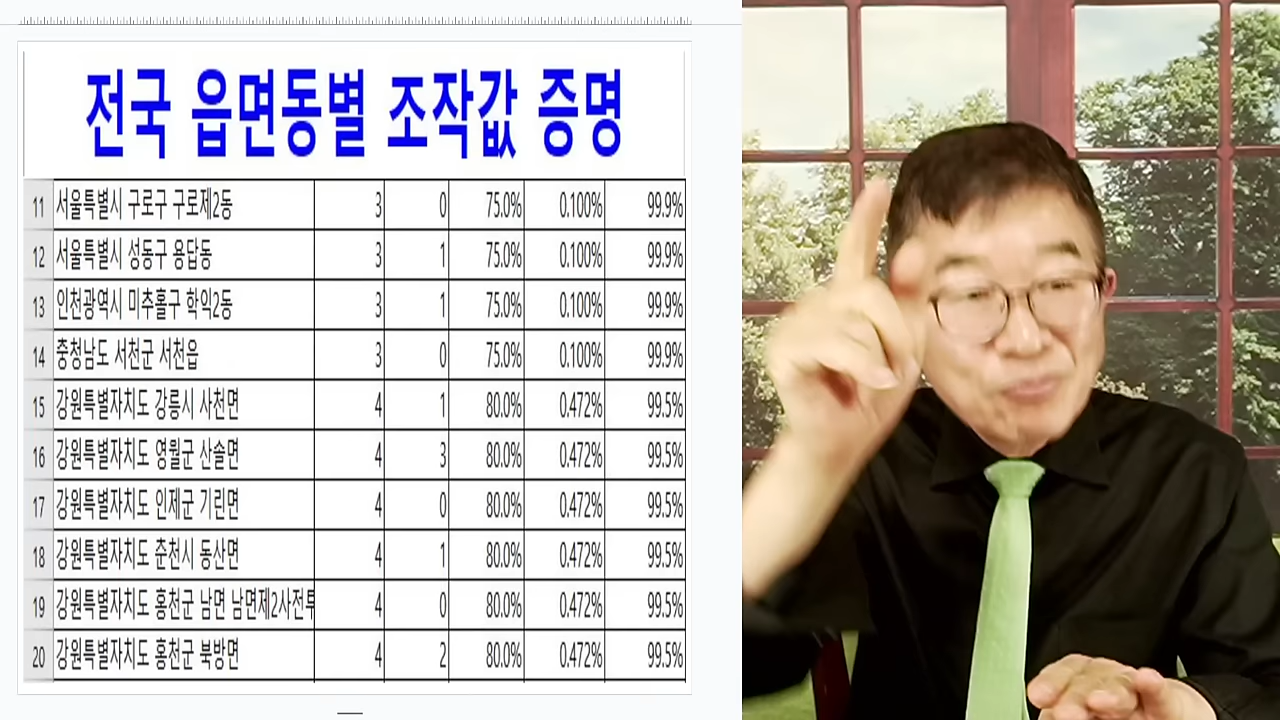 전국 읍면동별 조작값 증명
11 서울특별시 구로구 구로제2동 3 0 75.0% 0.100% 99.9%
12 서울특별시 성동구 용답동 3 1 75.0% 0.100% 99.9%
13 인천광역시 미추홀구 학익2동 3 1 75.0% 0.100% 99.9%
14 충청남도 서천군 서천읍 3 0 75.0% 0.100% 99.9%
15 강원특별자치도 강릉시 사천면 4 1 80.0% 0.472% 99.5%
16 강원특별자치도 영월군 산솔면 4 3 80.0% 0.472% 99.5%
17 강원특별자치도 인제군 기린면 4 0 80.0% 0.472% 99.5%
18 강원특별자치도 춘천시 동산면 4 1 80.0% 0.472% 99.5%
19 강원특별자치도 홍천군 남면 남면제2사전투 4 0 80.0% 0.472% 99.5%
20 강원특별자치도 홍천군 북방면 4 2 80.0% 0.472% 99.5%